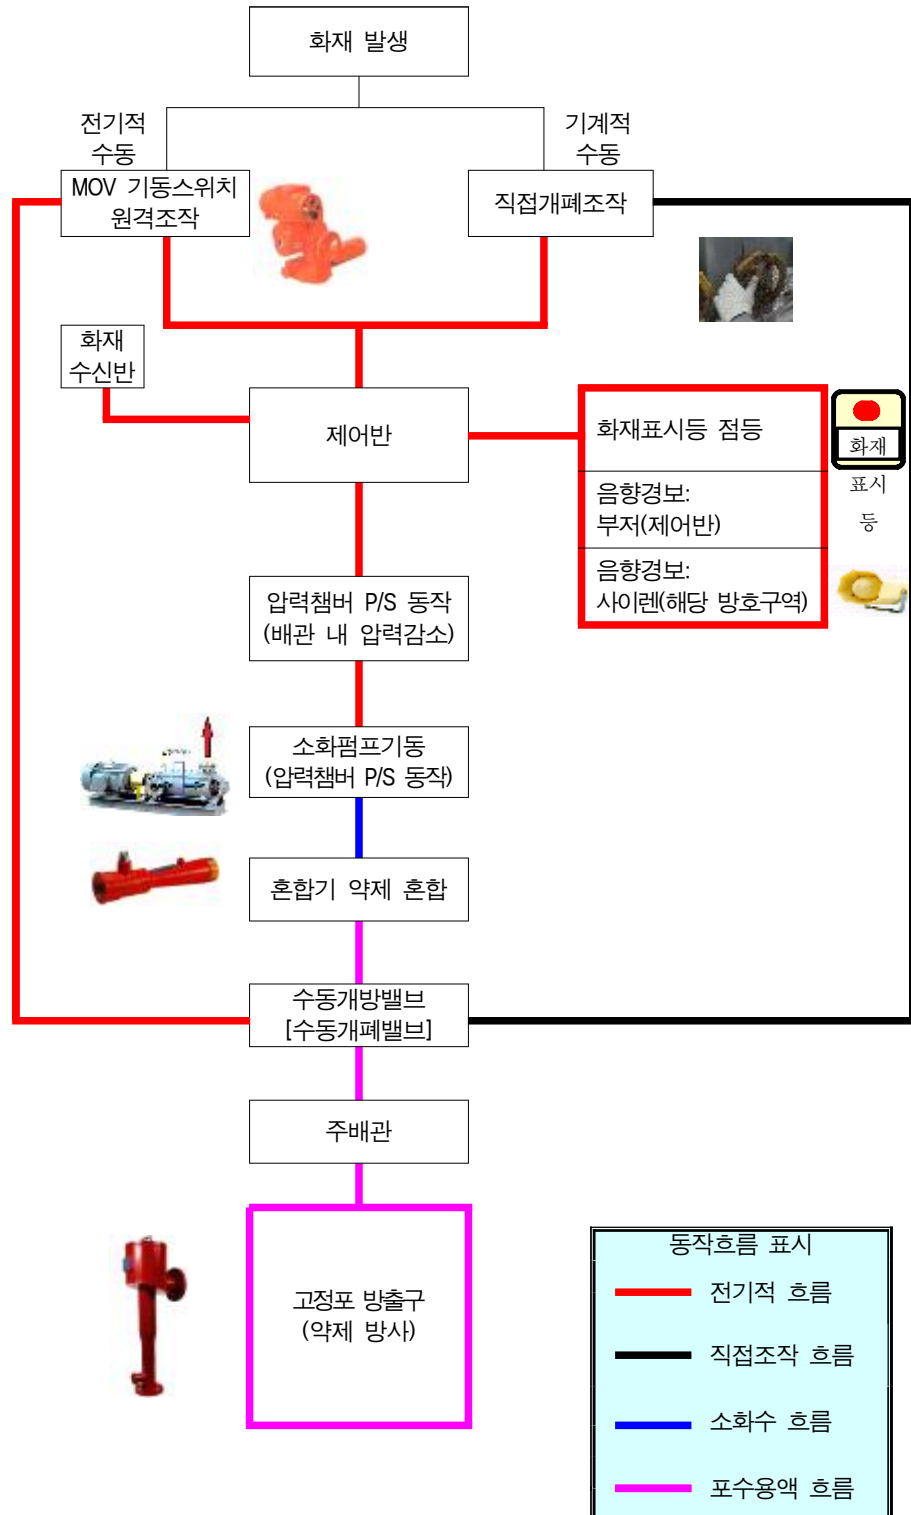 화재 발생
전기적
수동
기계적
수동
MOV 기동스위치
원격조작
직접개폐조작
화재
수신반
제어반
화재표시등 점등
화재
표시
등
음향경보:
부저(제어반)
음향경보:
사이렌(해당 방호구역)
압력챔버 P/S 동작
(배관 내 압력감소)
소화펌프기동
(압력챔버 P/S 동작)
혼합기 약제 혼합
수동개방밸브
[수동개폐밸브]
주배관
고정포 방출구
(약제 방사)
동작흐름 표시
전기적 흐름
직접조작 흐름
소화수 흐름
포수용액 흐름